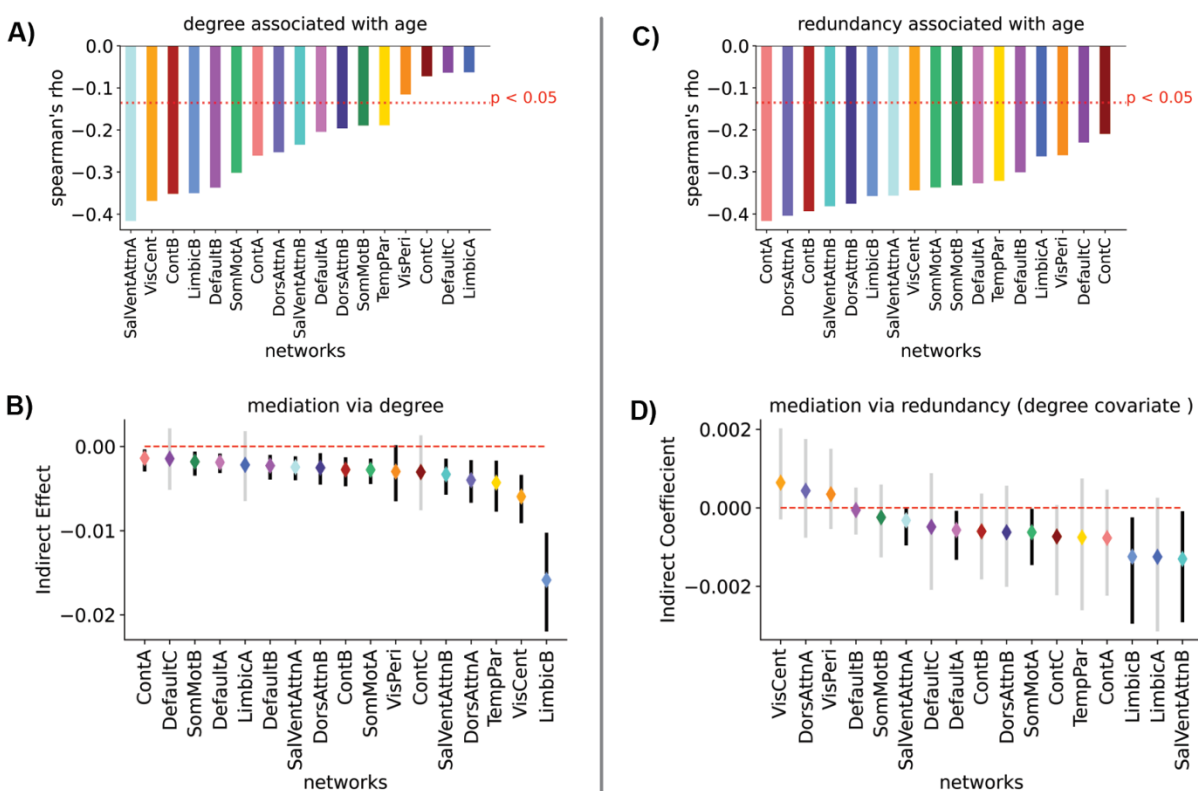 A)
degree associated with age
0.0
−0.1
−0.2
−0.3
−0.4
spearman's rho
p < 0.05
SalVentAttnA
VisCent
ContB
LimbicB
DefaultB
SomMotA
ContA
DorsAttnA
SalVentAttnB
DefaultA
DorsAttnB
SomMotB
TempPar
VisPeri
ContC
DefaultC
LimbicA
networks
B)
mediation via degree
0.00
−0.01
−0.02
Indirect Effect
ContA
DefaultC
SomMotB
DefaultA
LimbicA
DefaultB
SalVentAttnA
DorsAttnB
ContB
SomMotA
VisPeri
ContC
SalVentAttnB
DorsAttnA
TempPar
VisCent
LimbicB
networks
C)
redundancy associated with age
0.0
−0.1
−0.2
−0.3
−0.4
spearman's rho
p < 0.05
ContA
DorsAttnA
ContB
SalVentAttnB
DorsAttnB
LimbicB
SalVentAttnA
VisCent
SomMotA
SomMotB
DefaultA
TempPar
DefaultB
LimbicA
VisPeri
DefaultC
ContC
networks
D)
mediation via redundancy (degree covariate )
0.002
0.000
−0.002
Indirect Coefficient
VisCent
DorsAttnA
VisPeri
DefaultB
SomMotB
SalVentAttnA
DefaultC
DefaultA
ContB
DorsAttnB
SomMotA
ContC
TempPar
ContA
LimbicB
LimbicA
SalVentAttnB
networks